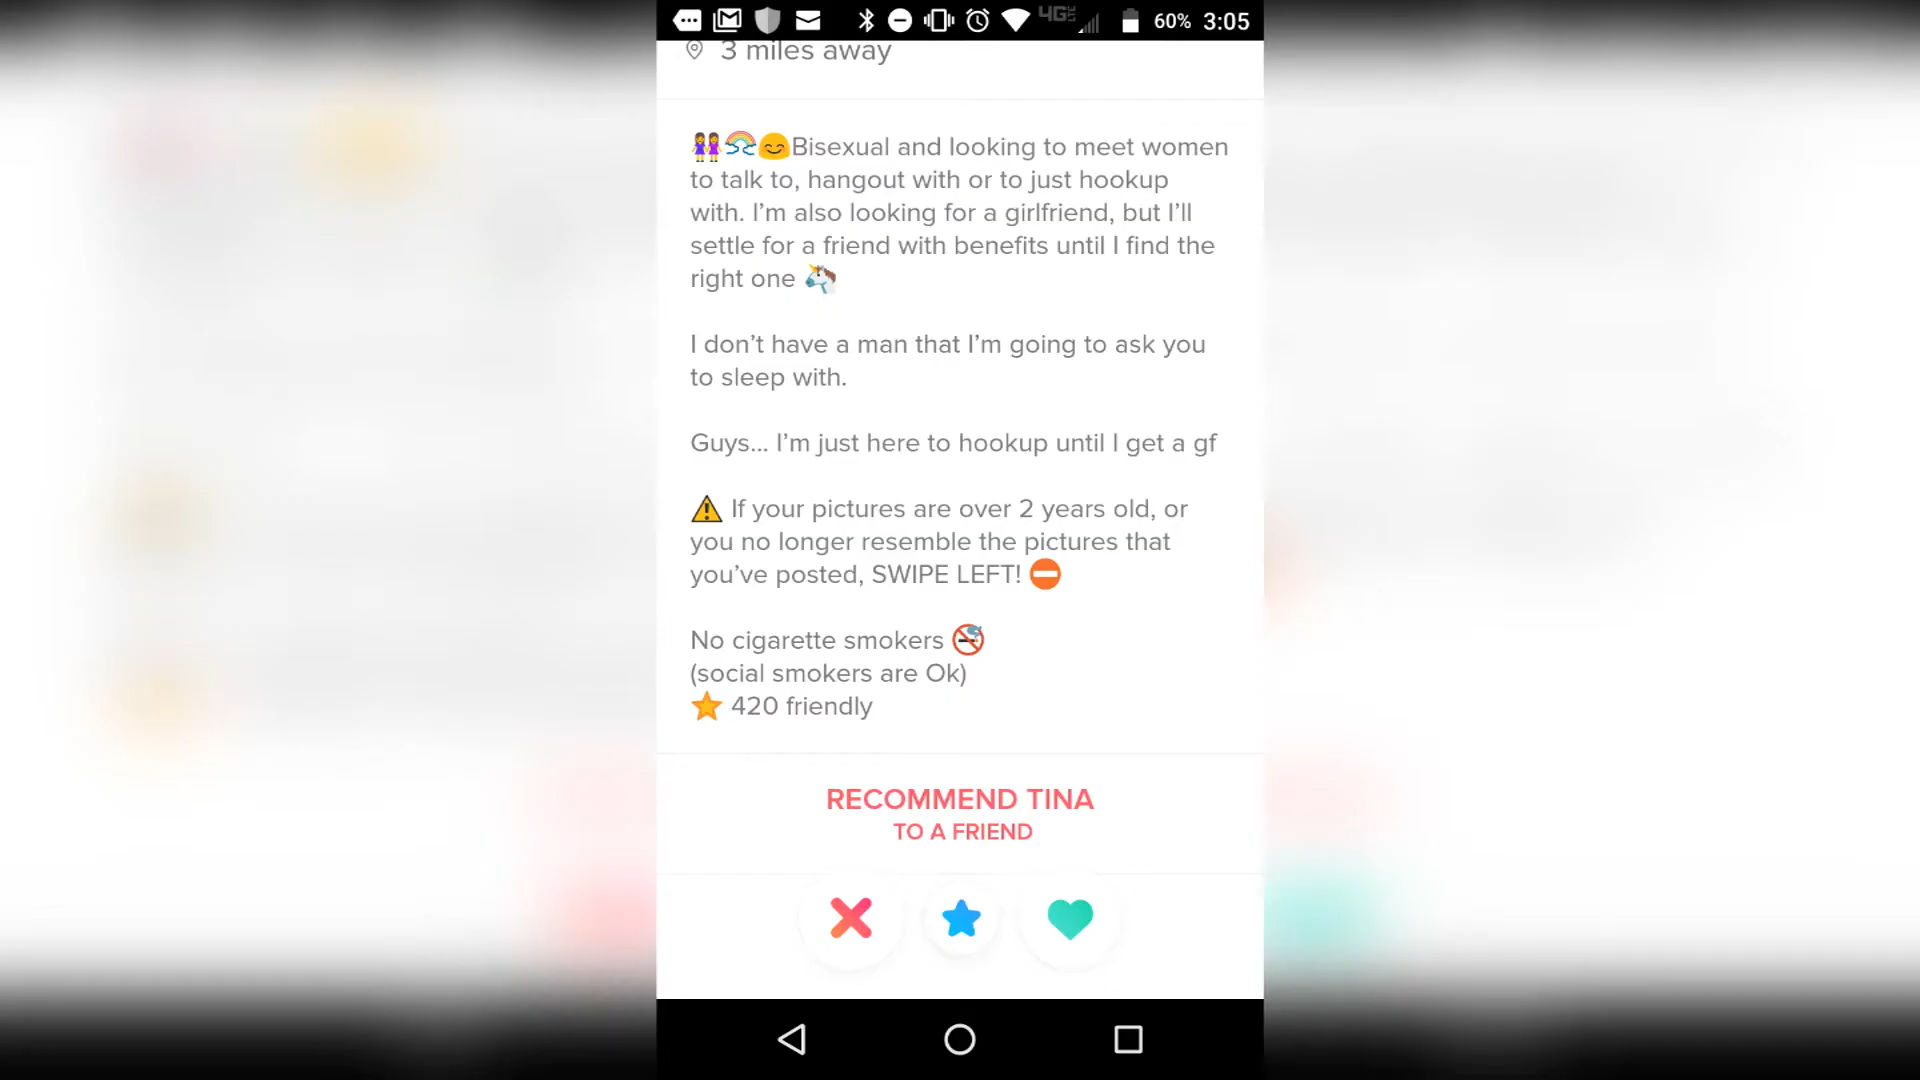 4G LTE 60% 3:05
3 miles away
👭🌈😊Bisexual and looking to meet women
to talk to, hangout with or to just hookup
with. I’m also looking for a girlfriend, but I’ll
settle for a friend with benefits until I find the
right one 🦄
I don’t have a man that I’m going to ask you
to sleep with.
Guys... I’m just here to hookup until I get a gf
⚠️ If your pictures are over 2 years old, or
you no longer resemble the pictures that
you’ve posted, SWIPE LEFT! ⛔
No cigarette smokers 🚭
(social smokers are Ok)
⭐ 420 friendly
RECOMMEND TINA
TO A FRIEND